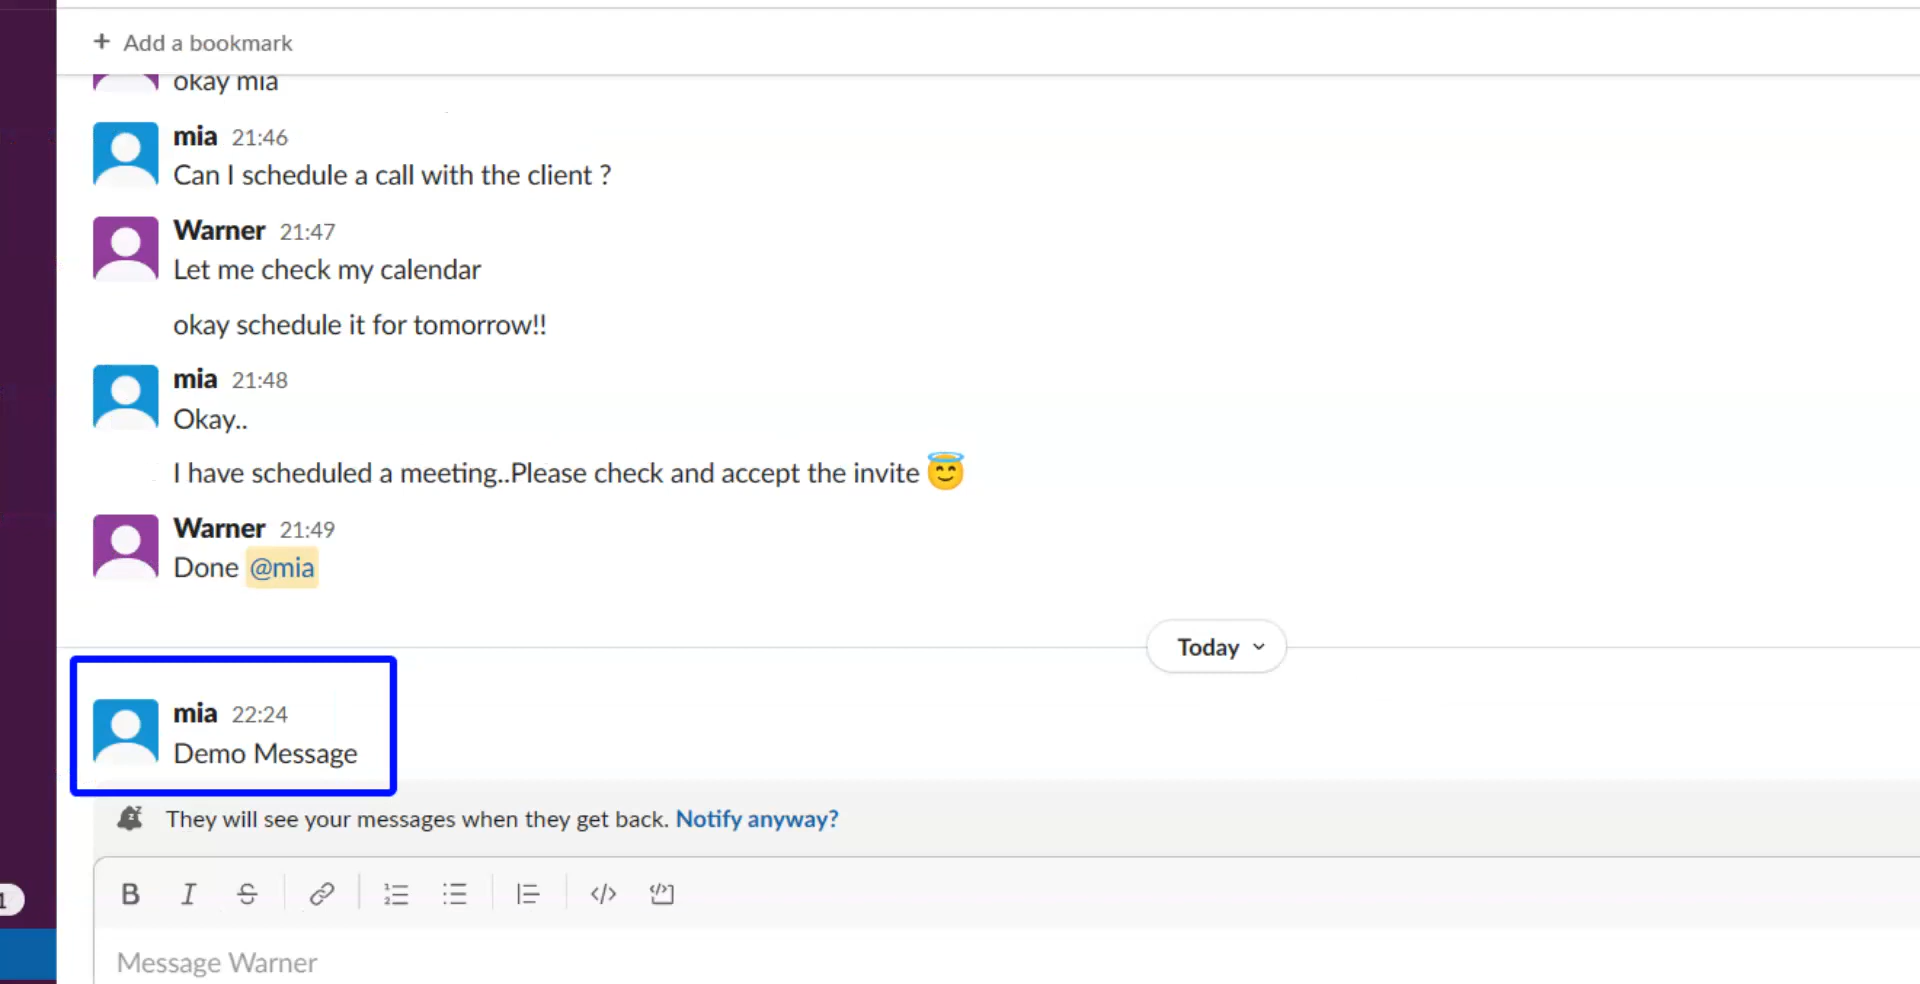 + Add a bookmark
okay mia
mia 21:46
Can I schedule a call with the client ?
Warner 21:47
Let me check my calendar
okay schedule it for tomorrow!!
mia 21:48
Okay..
I have scheduled a meeting..Please check and accept the invite 😇
Warner 21:49
Done @mia
Today
mia 22:24
Demo Message
They will see your messages when they get back. Notify anyway?
1
B I S
Message Warner